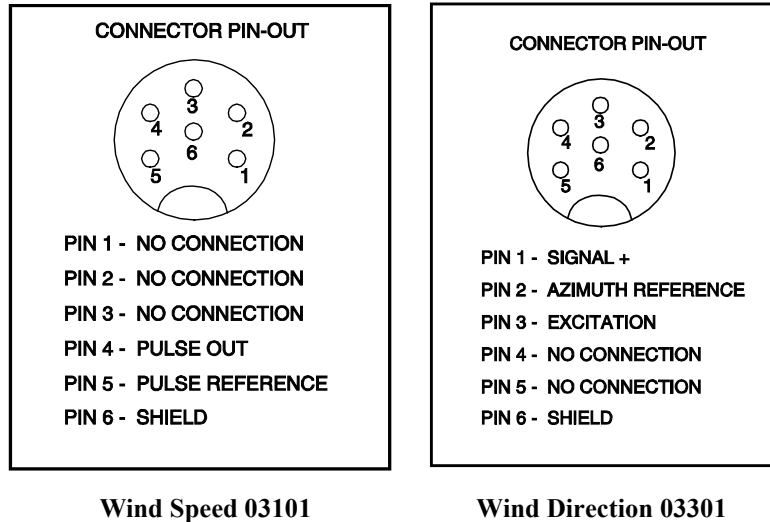 CONNECTOR PIN-OUT
3
4
2
6
5
1
PIN 1 - NO CONNECTION
PIN 2 - NO CONNECTION
PIN 3 - NO CONNECTION
PIN 4 - PULSE OUT
PIN 5 - PULSE REFERENCE
PIN 6 - SHIELD
Wind Speed 03101
CONNECTOR PIN-OUT
3
4
2
6
5
1
PIN 1 - SIGNAL +
PIN 2 - AZIMUTH REFERENCE
PIN 3 - EXCITATION
PIN 4 - NO CONNECTION
PIN 5 - NO CONNECTION
PIN 6 - SHIELD
Wind Direction 03301